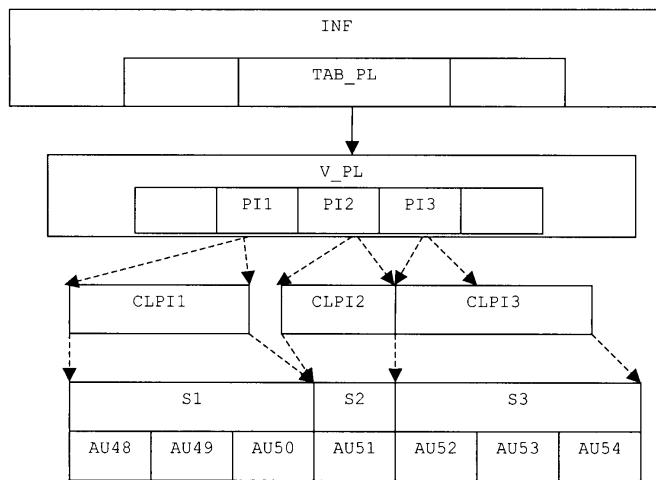 INF
TAB_PL
V_PL
PI1 PI2 PI3
CLPI1 CLPI2 CLPI3
S1 S2 S3
AU48 AU49 AU50 AU51 AU52 AU53 AU54